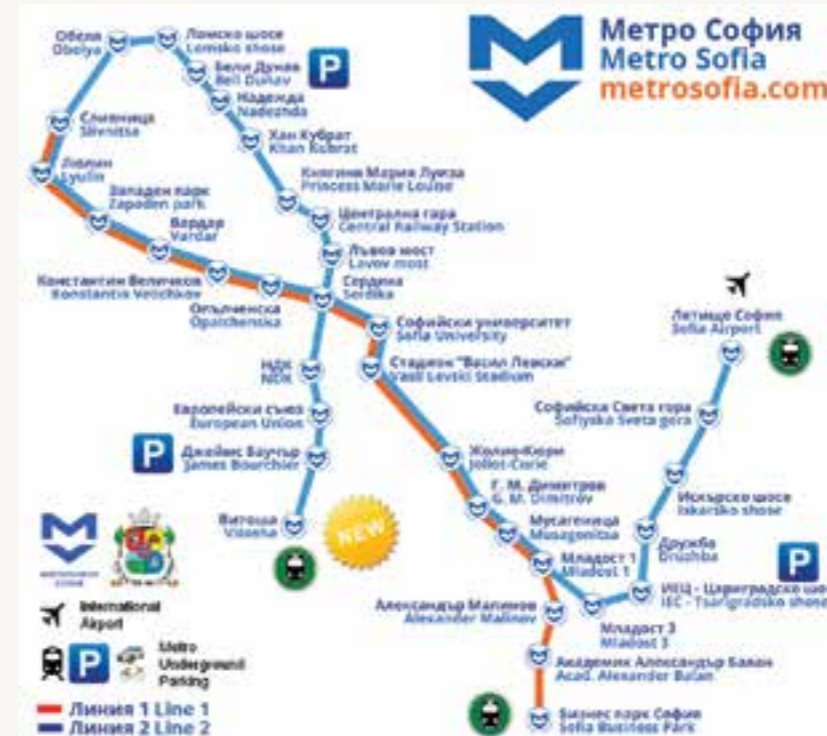 Метро София
Metro Sofia
metrosofia.com
Обеля
Obelya
Ломско шосе
Lomsko shose
Бели Дунав
Beli Dunav
P
Надежда
Nadezhda
Сливница
Slivnitsa
Хан Кубрат
Khan Kubrat
Люлин
Lyulin
Княгиня Мария Луиза
Princess Marie Louise
Западен парк
Zapaden park
Централна гара
Central Railway Station
Вардар
Vardar
Лъвов мост
Lavov most
Константин Величков
Konstantin Velichkov
Сердика
Serdika
Опълченска
Opalchenska
Софийски университет
Sofia University
Летище София
Sofia Airport
НДК
NDK
Стадион "Васил Левски"
Vasil Levski Stadium
Европейски съюз
European Union
Софийска Света гора
Sofiyska Sveta gora
P
Джеймс Баучър
James Bourchier
Жолио-Кюри
Joliot-Curie
Г. М. Димитров
G. M. Dimitrov
Искърско шосе
Iskarsko shose
Витоша
Vitosha
NEW
Мусагеница
Musagenitsa
Дружба
Druzhba
P
Младост 1
Mladost 1
ИЕЦ - Цариградско шо
IEC - Tsarigradsko shose
Александър Малинов
Alexander Malinov
Младост 3
Mladost 3
International
Airport
Академик Александър Балан
Acad. Alexander Balan
P
Metro
Underground
Parking
Бизнес парк София
Sofia Business Park
Линия 1 Line 1
Линия 2 Line 2